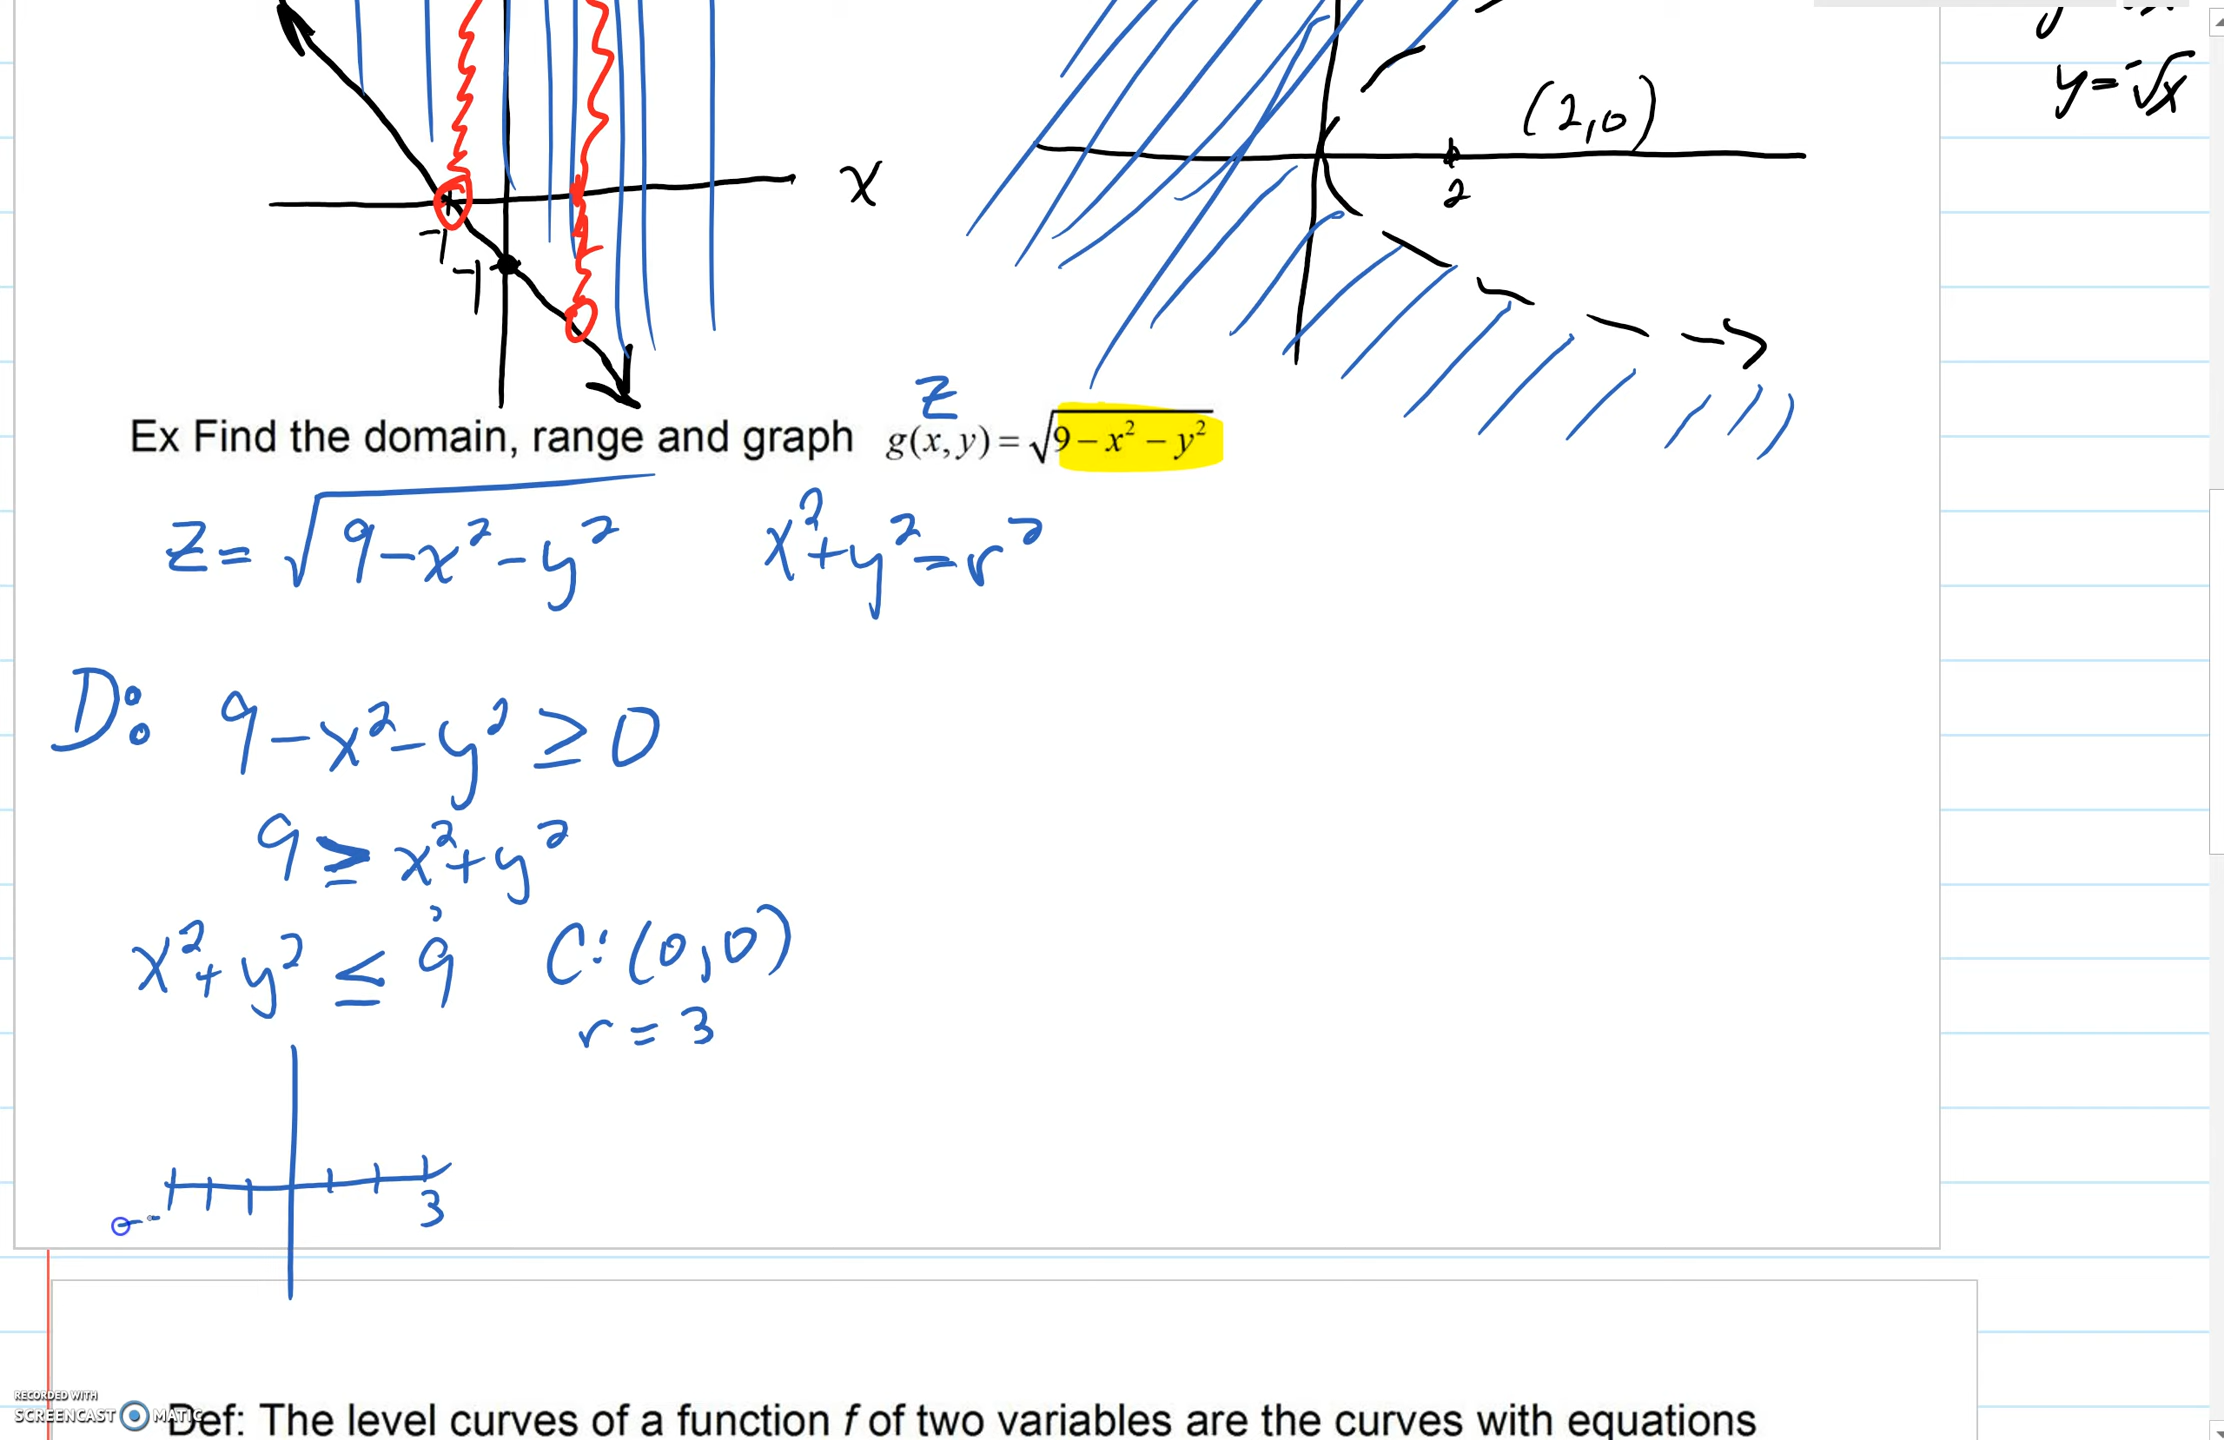 y = √x
x
-1
-1
(2,0)
2
z
Ex Find the domain, range and graph g(x, y) = √9 − x² − y²
z = √9 − x² − y²
x² + y² = r²
D: 9 − x² − y² ≥ 0
9 ≥ x² + y²
x² + y² ≤ 9
C: (0,0)
r = 3
3
RECORDED WITH
SCREENCAST MATIC
Def: The level curves of a function f of two variables are the curves with equations